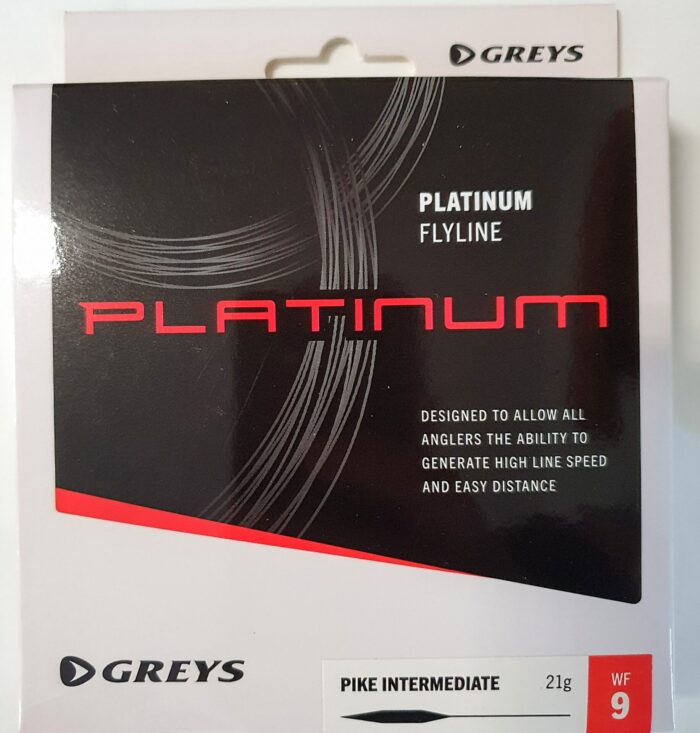 GREYS
PLATINUM
FLYLINE
PLATINUM
DESIGNED TO ALLOW ALL
ANGLERS THE ABILITY TO
GENERATE HIGH LINE SPEED
AND EASY DISTANCE
GREYS
PIKE INTERMEDIATE 21g
WF
9